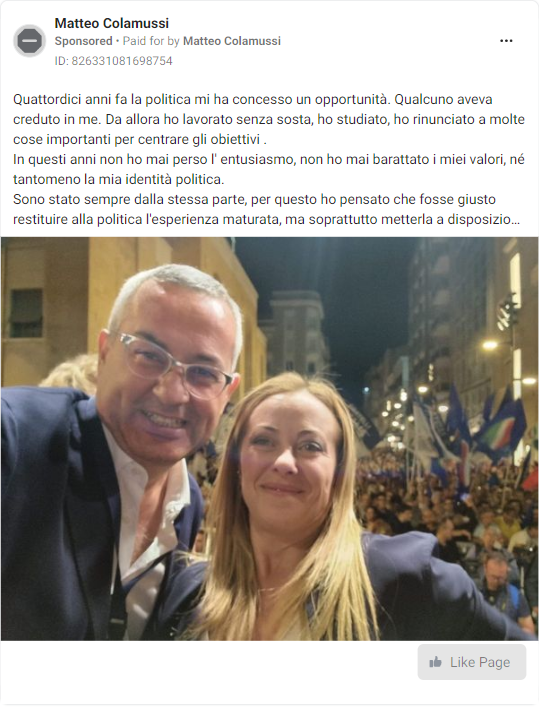 Matteo Colamussi
Sponsored • Paid for by Matteo Colamussi
ID: 826331081698754
Quattordici anni fa la politica mi ha concesso un opportunità. Qualcuno aveva
creduto in me. Da allora ho lavorato senza sosta, ho studiato, ho rinunciato a molte
cose importanti per centrare gli obiettivi .
In questi anni non ho mai perso l' entusiasmo, non ho mai barattato i miei valori, né
tantomeno la mia identità politica.
Sono stato sempre dalla stessa parte, per questo ho pensato che fosse giusto
restituire alla politica l'esperienza maturata, ma soprattutto metterla a disposizio...
Like Page